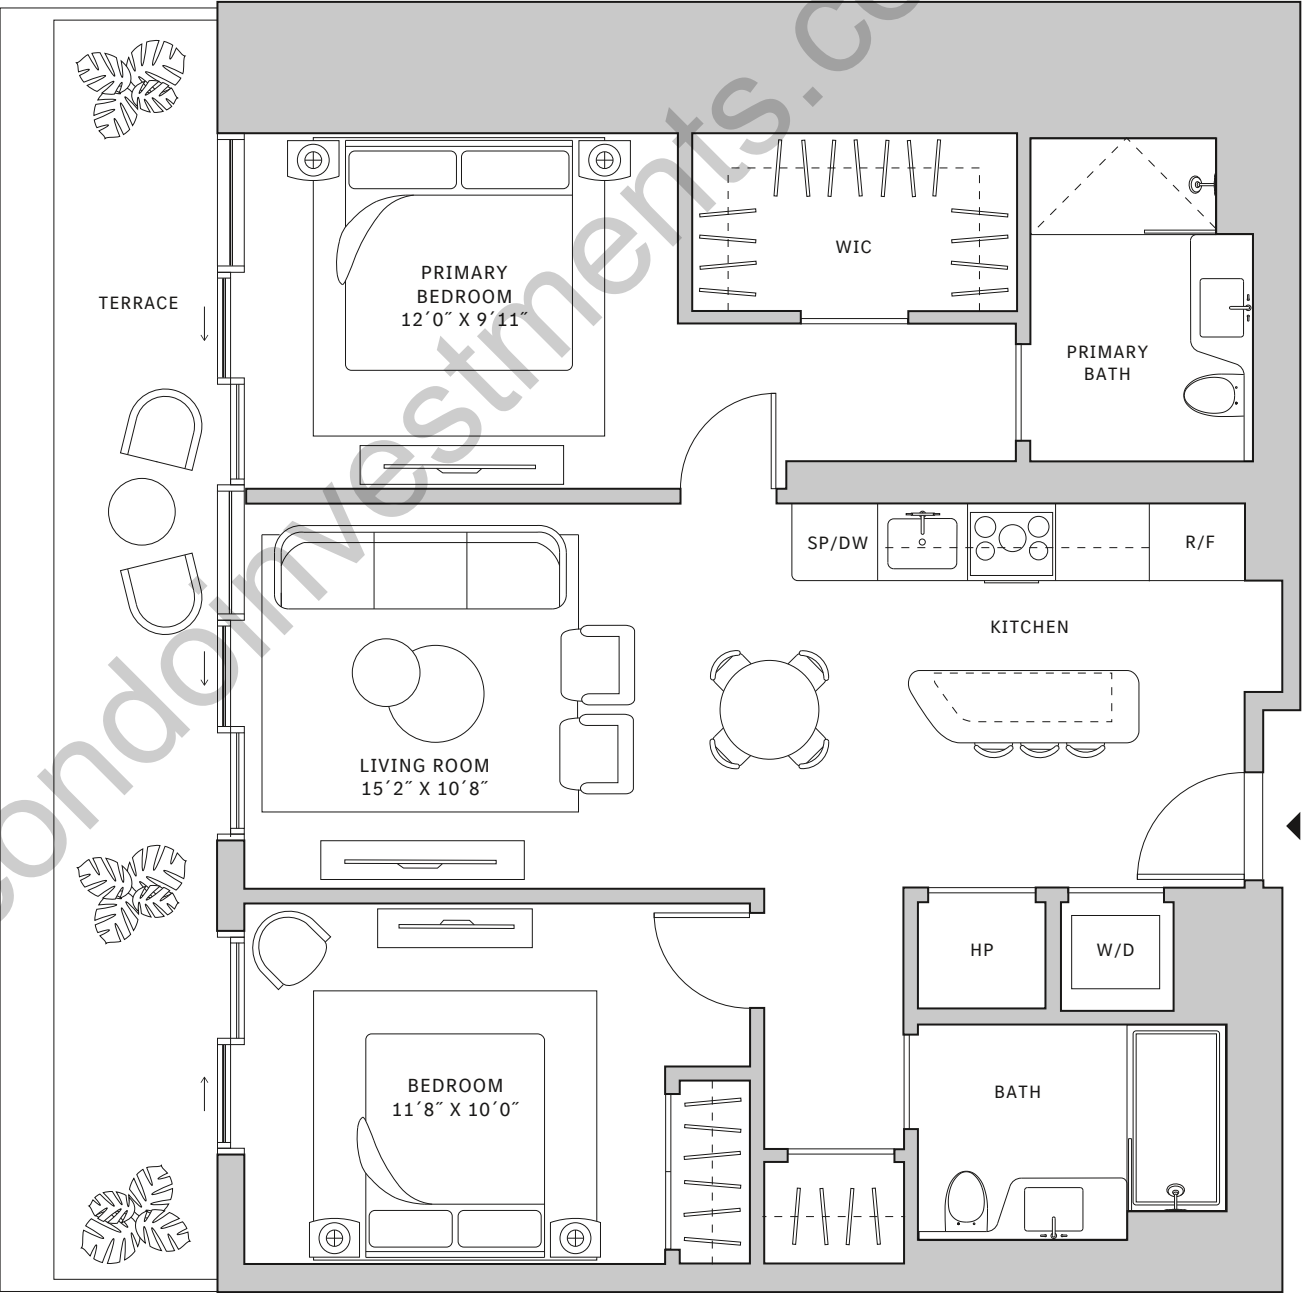 condoinvestments.co
PRIMARY
BEDROOM
12´0˝ X 9´11˝
WIC
TERRACE
PRIMARY
BATH
SP/DW
R/F
KITCHEN
LIVING ROOM
15´2˝ X 10´8˝
HP
W/D
BEDROOM
11´8˝ X 10´0˝
BATH